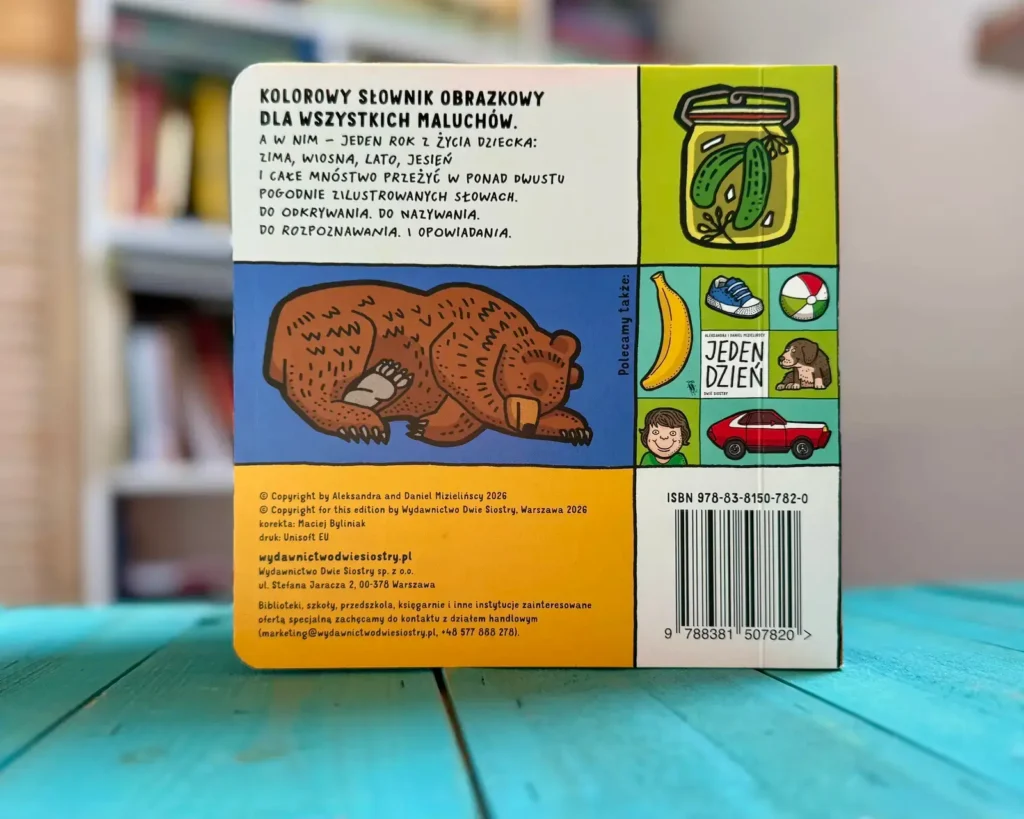 KOLOROWY SŁOWNIK OBRAZKOWY
DLA WSZYSTKICH MALUCHÓW.
A W NIM – JEDEN ROK Z ŻYCIA DZIECKA:
ZIMA, WIOSNA, LATO, JESIEŃ
I CAŁE MNÓSTWO PRZEŻYĆ W PONAD DWUSTU
POGODNIE ZILUSTROWANYCH SŁOWACH.
DO ODKRYWANIA. DO NAZYWANIA.
DO ROZPOZNAWANIA. I OPOWIADANIA.
Polecamy także:
ALEKSANDRA I DANIEL MIZIELIŃSCY
JEDEN
DZIEŃ
DWIE SIOSTRY
© Copyright by Aleksandra and Daniel Mizielińscy 2026
© Copyright for this edition by Wydawnictwo Dwie Siostry, Warszawa 2026
korekta: Maciej Byliniak
druk: Unisoft EU
wydawnictwodwiesiostry.pl
Wydawnictwo Dwie Siostry sp. z o.o.
ul. Stefana Jaracza 2, 00-378 Warszawa
Biblioteki, szkoły, przedszkola, księgarnie i inne instytucje zainteresowane
ofertą specjalną zachęcamy do kontaktu z działem handlowym
(marketing@wydawnictwodwiesiostry.pl, +48 577 888 278).
ISBN 978-83-8150-782-0
9 788381 507820 >